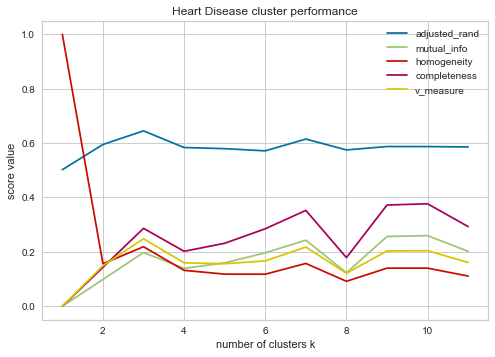 Heart Disease cluster performance
1.0
0.8
0.6
0.4
0.2
0.0
score value
adjusted_rand
mutual_info
homogeneity
completeness
v_measure
2
4
6
8
10
number of clusters k